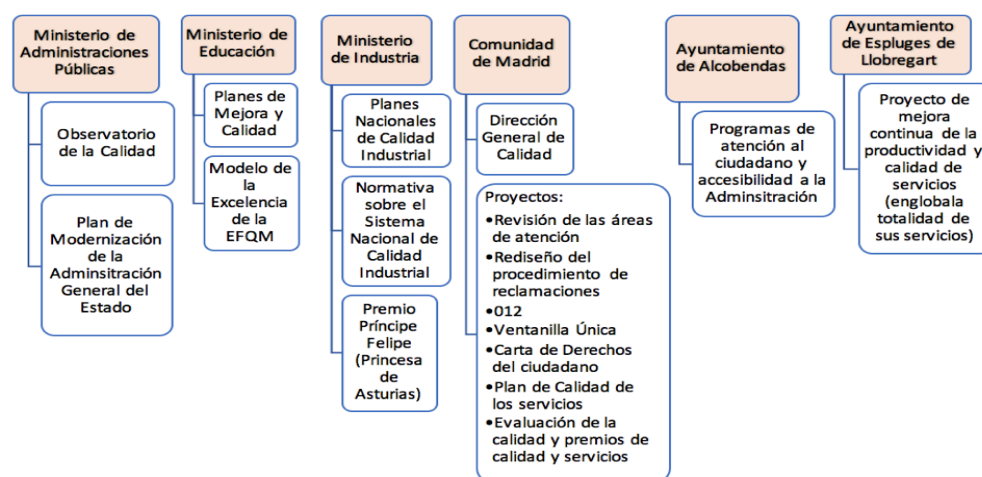 Ministerio de
Administraciones
Públicas
Observatorio
de la Calidad
Plan de
Modernización
de la
Adminsitración
General del
Estado
Ministerio de
Educación
Planes de
Mejora y
Calidad
Modelo de
la
Excelencia
de la
EFQM
Ministerio
de Industria
Planes
Nacionales
de Calidad
Industrial
Normativa
sobre el
Sistema
Nacional de
Calidad
Industrial
Premio
Príncipe
Felipe
(Princesa
de
Asturias)
Comunidad
de Madrid
Dirección
General de
Calidad
Proyectos:
•Revisión de las áreas
de atención
•Rediseño del
procedimiento de
reclamaciones
•012
•Ventanilla Única
•Carta de Derechos
del ciudadano
•Plan de Calidad de
los servicios
•Evaluación de la
calidad y premios de
calidad y servicios
Ayuntamiento
de Alcobendas
Programas de
atención al
ciudadano y
accesibilidad a la
Adminsitración
Ayuntamiento
de Espluges de
Llobregart
Proyecto de
mejora
continua de la
productividad y
calidad de
servicios
(englobala
totalidad de
sus servicios)